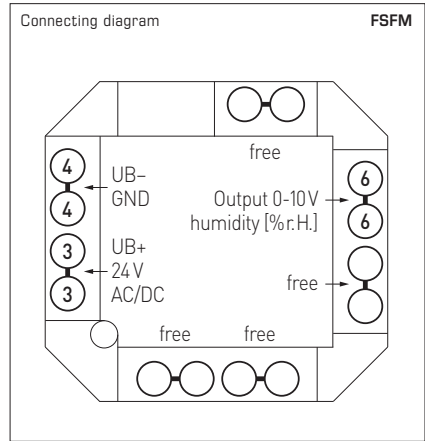 Connecting diagram FSFM
free
4
4
UB–
GND
3
3
UB+
24 V
AC/DC
Output 0-10 V
humidity [% r.H.]
6
6
free
free free